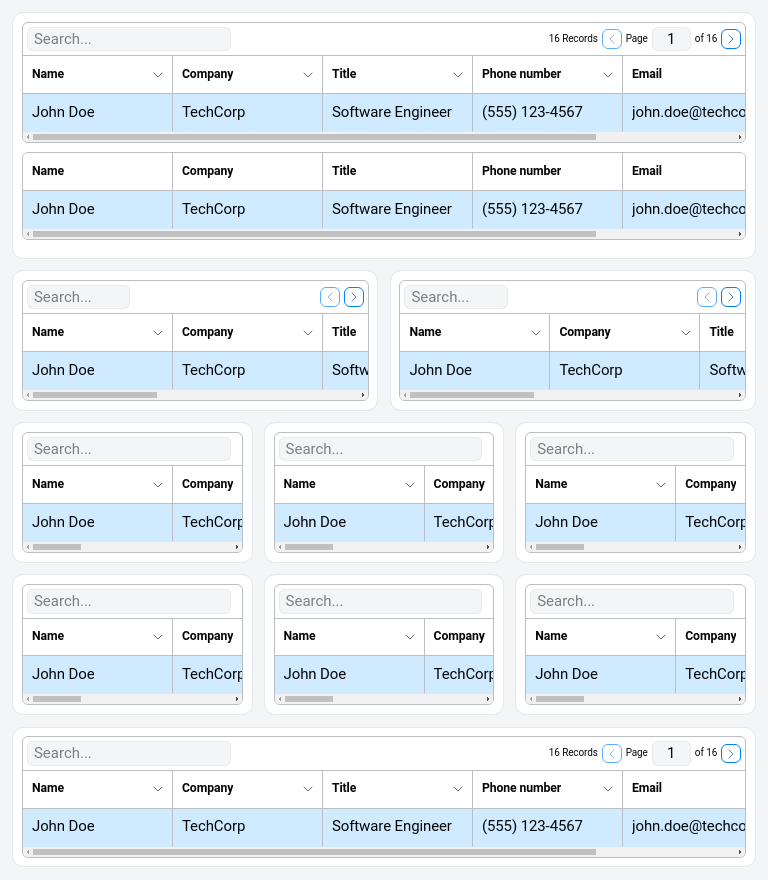 Search... 16 Records Page 1 of 16
Name Company Title Phone number Email
John Doe TechCorp Software Engineer (555) 123-4567 john.doe@techco
Name Company Title Phone number Email
John Doe TechCorp Software Engineer (555) 123-4567 john.doe@techco
Search...
Name Company Title
John Doe TechCorp Softw
Search...
Name Company Title
John Doe TechCorp Softw
Search...
Name Company
John Doe TechCorp
Search...
Name Company
John Doe TechCorp
Search...
Name Company
John Doe TechCorp
Search...
Name Company
John Doe TechCorp
Search...
Name Company
John Doe TechCorp
Search...
Name Company
John Doe TechCorp
Search... 16 Records Page 1 of 16
Name Company Title Phone number Email
John Doe TechCorp Software Engineer (555) 123-4567 john.doe@techco